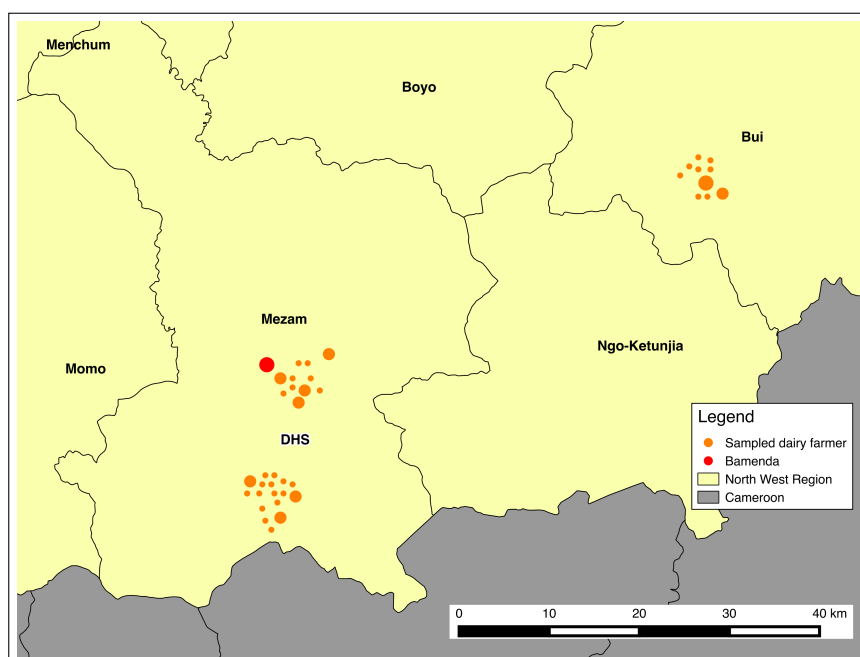 Menchum
Boyo
Bui
Mezam
Ngo-Ketunjia
Momo
DHS
Legend
Sampled dairy farmer
Bamenda
North West Region
Cameroon
0 10 20 30 40 km